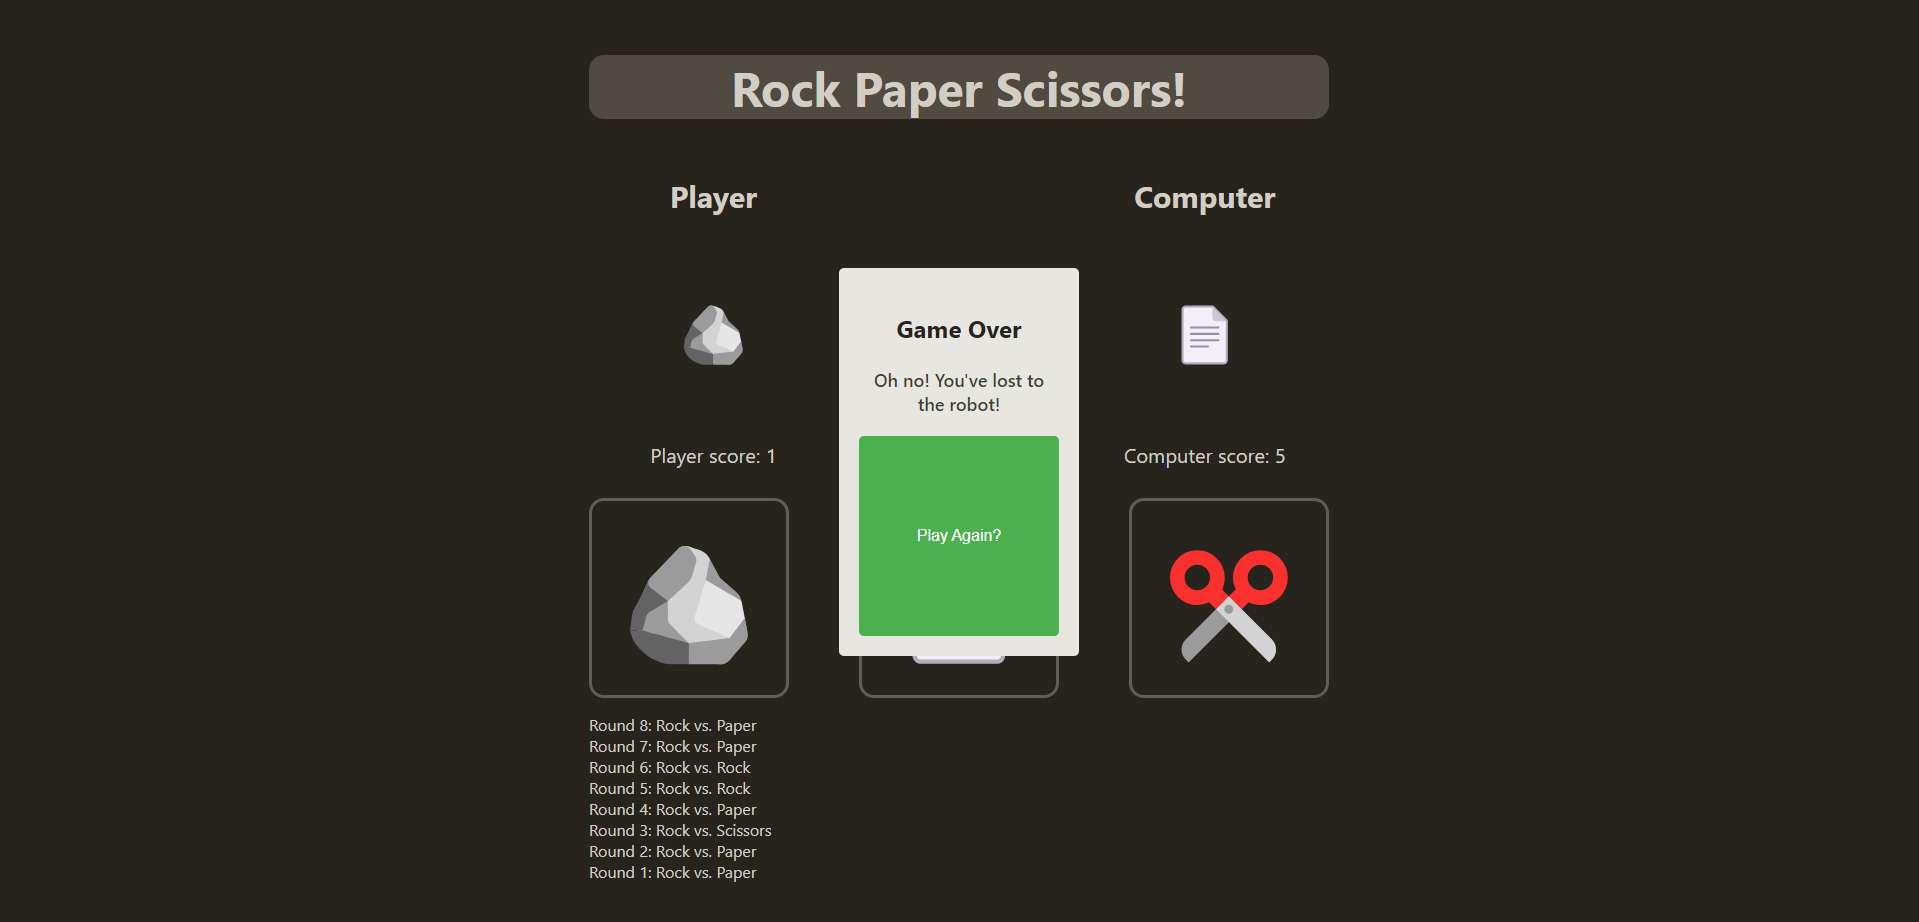 Rock Paper Scissors!
Player
Computer
Game Over
Oh no! You've lost to
the robot!
Player score: 1
Computer score: 5
Play Again?
Round 8: Rock vs. Paper
Round 7: Rock vs. Paper
Round 6: Rock vs. Rock
Round 5: Rock vs. Rock
Round 4: Rock vs. Paper
Round 3: Rock vs. Scissors
Round 2: Rock vs. Paper
Round 1: Rock vs. Paper